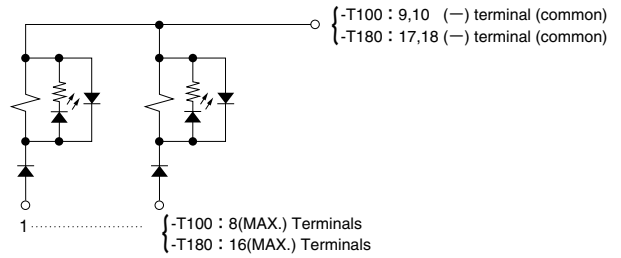 -T100：9,10 (－) terminal (common)
-T180：17,18 (－) terminal (common)
1
-T100：8(MAX.) Terminals
-T180：16(MAX.) Terminals